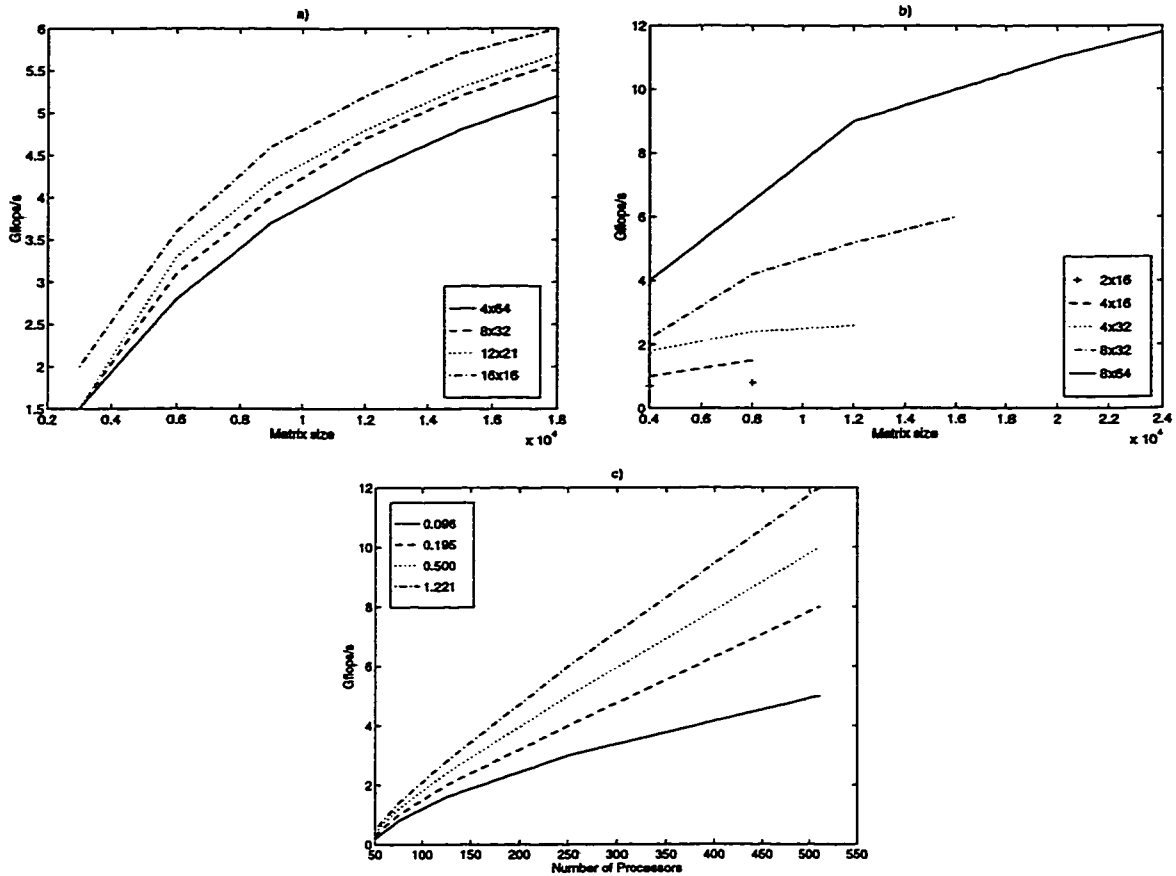 a)
6
5.5
5
4.5
4
3.5
3
2.5
2
1.5
Gflops/s
0.2
0.4
0.6
0.8
1
1.2
1.4
1.6
1.8
Matrix size
x 10⁴
4x64
8x32
12x21
16x16
b)
12
10
8
6
4
2
0
Gflops/s
0.4
0.6
0.8
1
1.2
1.4
1.6
1.8
2
2.2
2.4
Matrix size
x 10⁴
2x16
4x16
4x32
8x32
8x64
c)
12
10
8
6
4
2
0
Gflops/s
50
100
150
200
250
300
350
400
450
500
550
Number of Processors
0.096
0.195
0.500
1.221